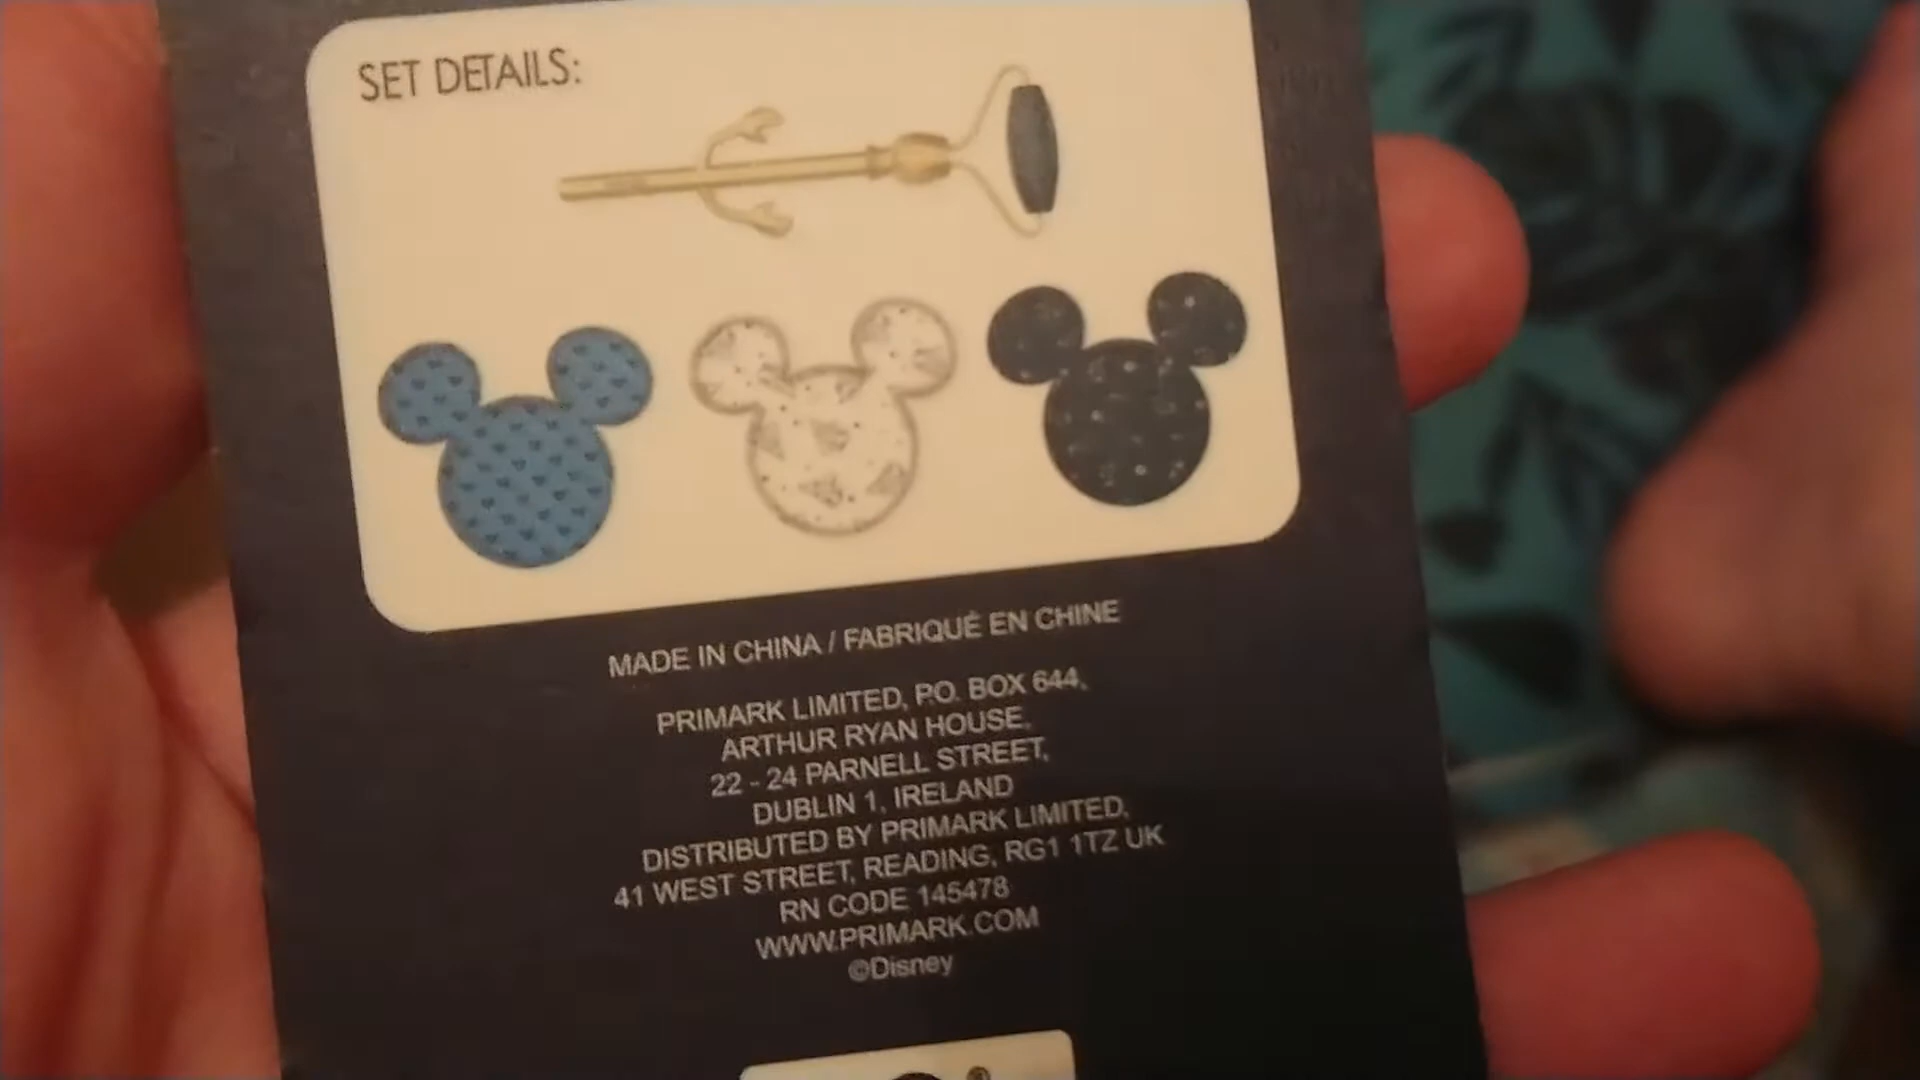 SET DETAILS:
MADE IN CHINA / FABRIQUÉ EN CHINE
PRIMARK LIMITED, P.O. BOX 644,
ARTHUR RYAN HOUSE,
22 - 24 PARNELL STREET,
DUBLIN 1, IRELAND
DISTRIBUTED BY PRIMARK LIMITED,
41 WEST STREET, READING, RG1 1TZ UK
RN CODE 145478
WWW.PRIMARK.COM
©Disney
®